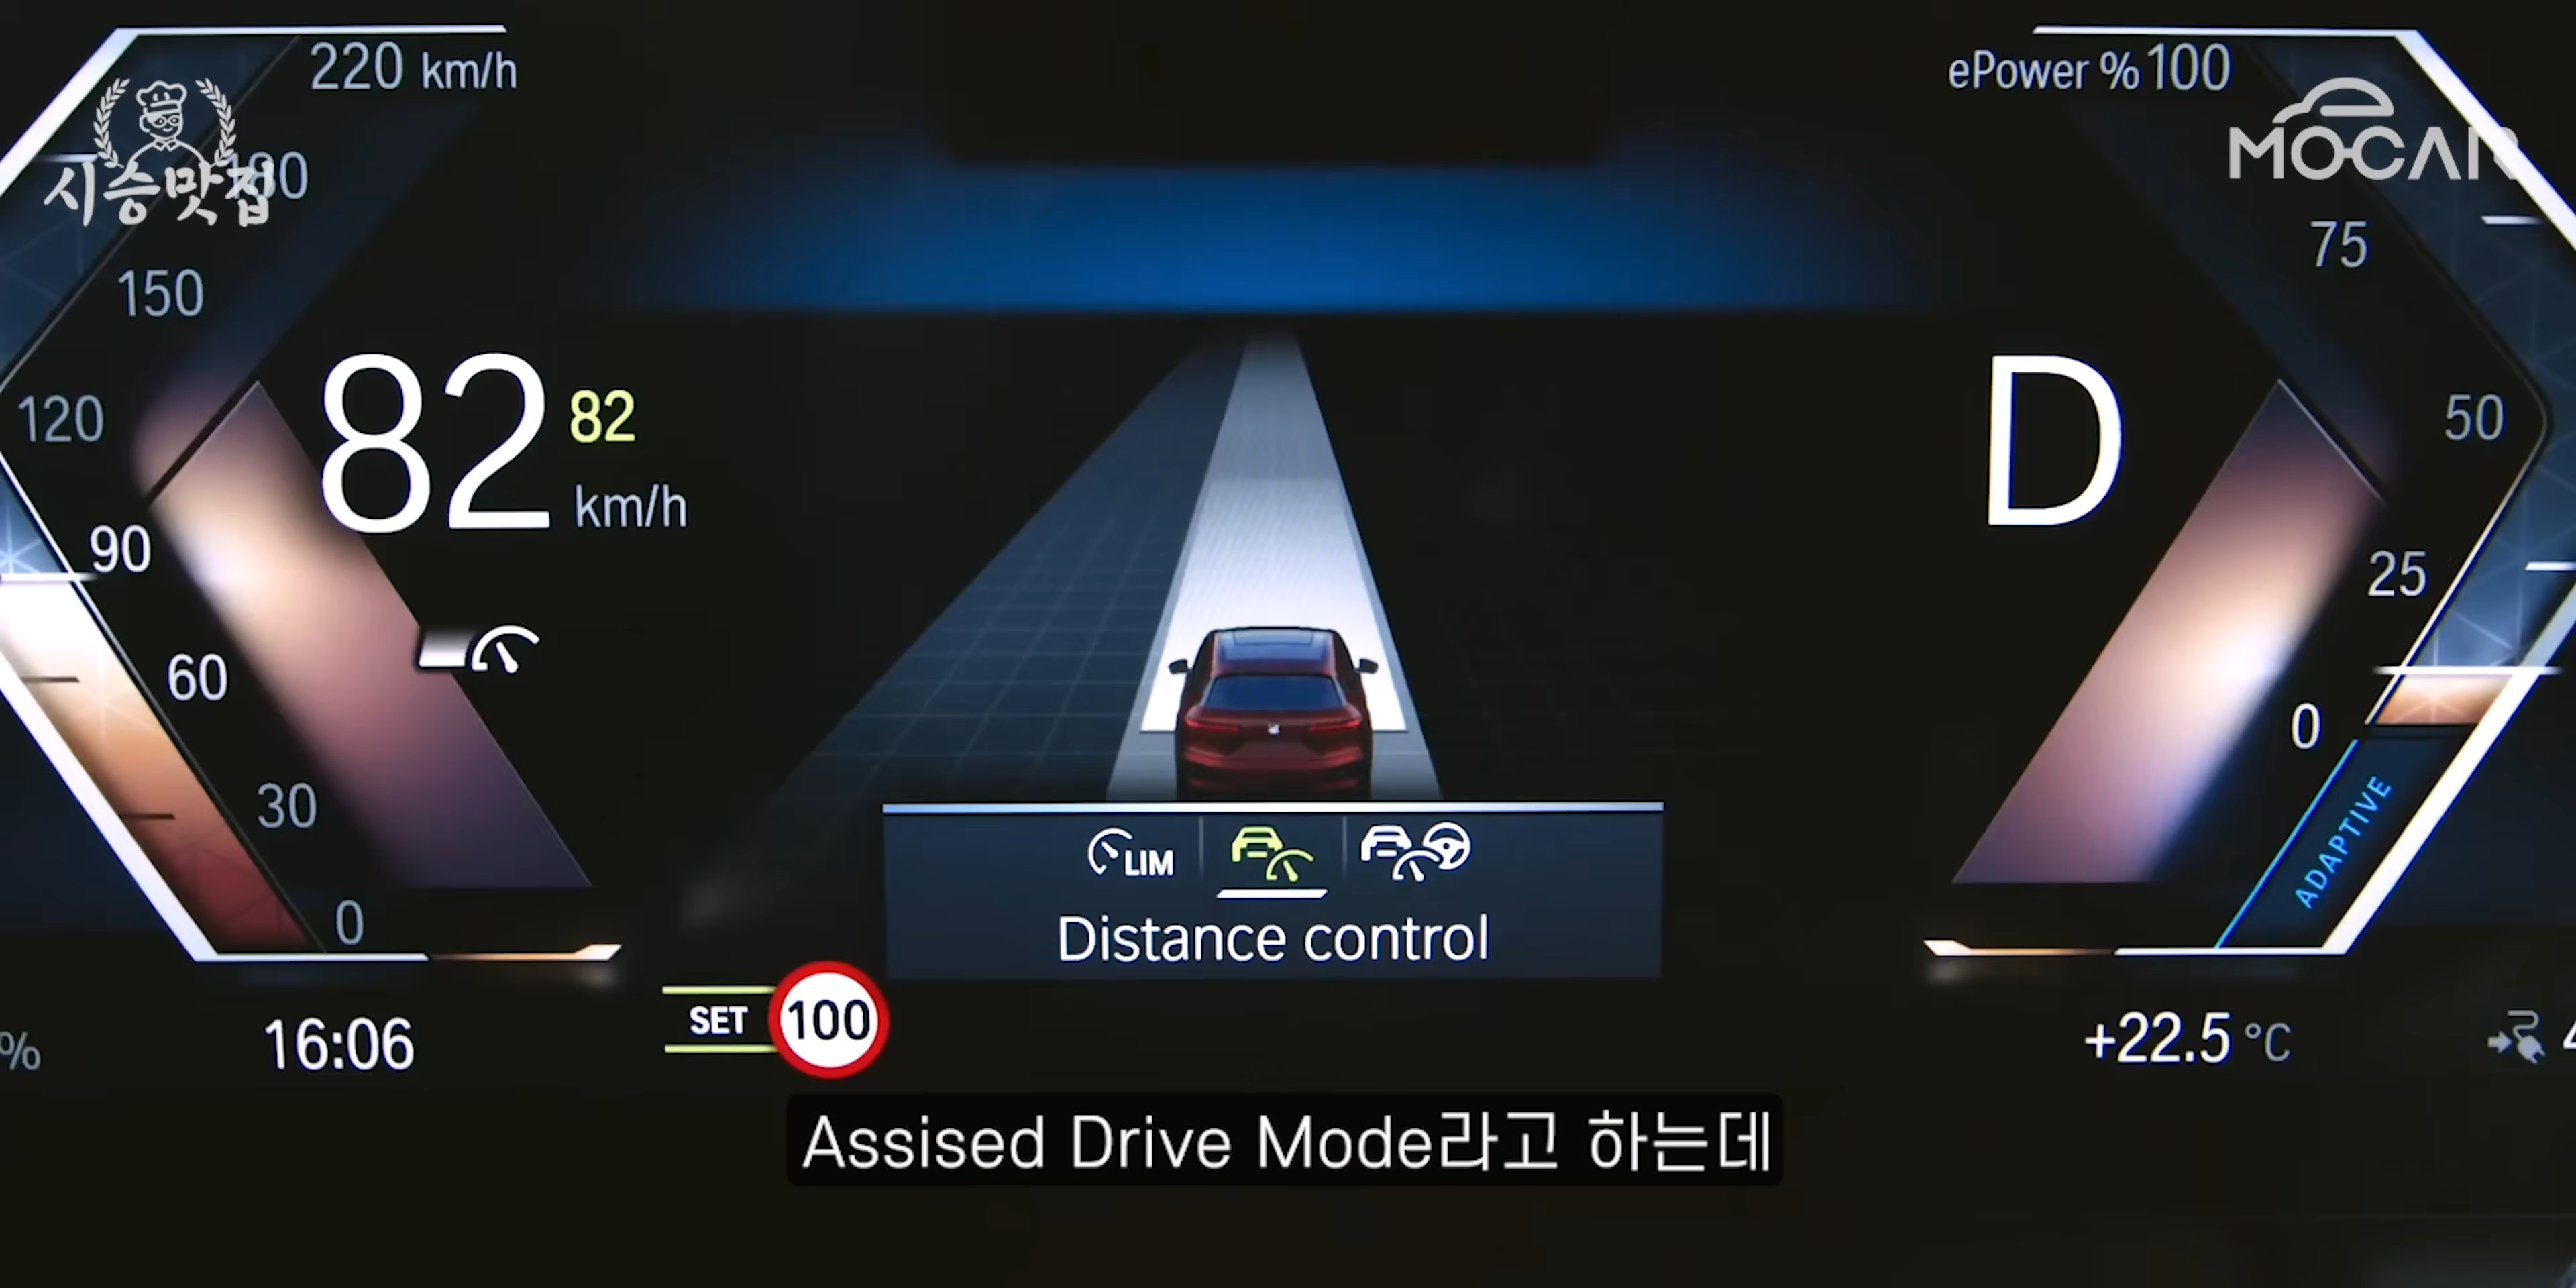 220 km/h
ePower % 100
시승맛집
MOCAR
180
150
75
120
82
82
km/h
D
50
90
25
60
0
30
LIM
ADAPTIVE
0
Distance control
SET
100
%
16:06
+22.5 °C
4
Assised Drive Mode라고 하는데